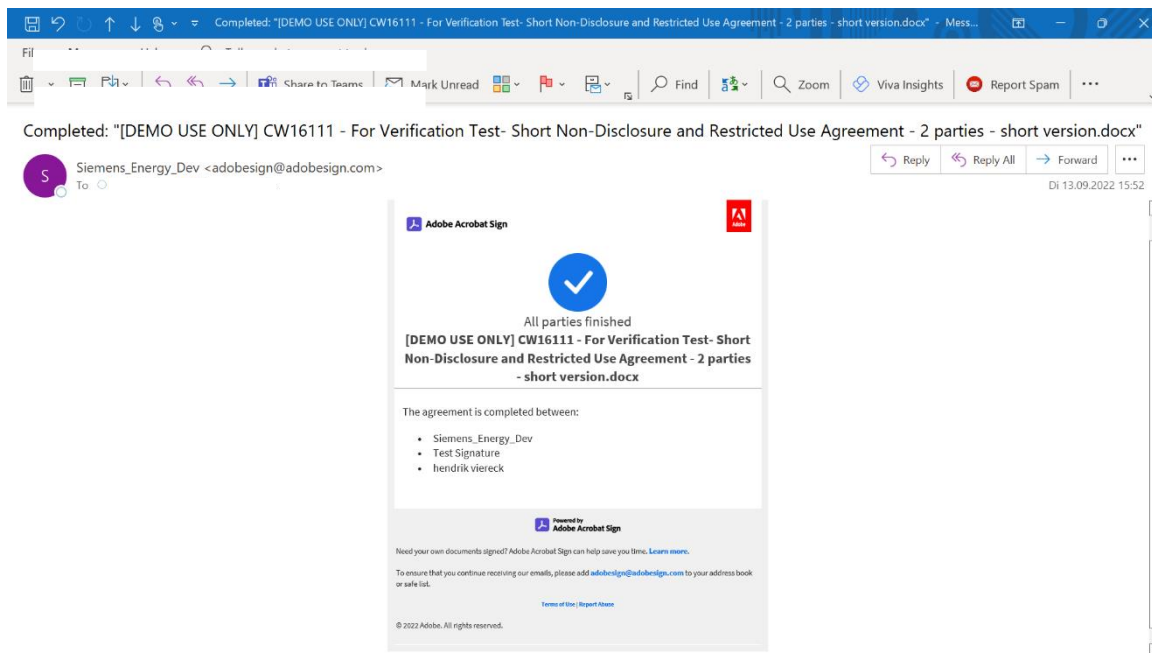 Completed: "[DEMO USE ONLY] CW16111 - For Verification Test- Short Non-Disclosure and Restricted Use Agreement - 2 parties - short version.docx" - Mess...
Fil
Share to Teams Mark Unread Find Zoom Viva Insights Report Spam
Completed: "[DEMO USE ONLY] CW16111 - For Verification Test- Short Non-Disclosure and Restricted Use Agreement - 2 parties - short version.docx"
S
Siemens_Energy_Dev <adobesign@adobesign.com>
To
Reply Reply All Forward
Di 13.09.2022 15:52
Adobe Acrobat Sign
Adobe
All parties finished
[DEMO USE ONLY] CW16111 - For Verification Test- Short
Non-Disclosure and Restricted Use Agreement - 2 parties
- short version.docx
The agreement is completed between:
• Siemens_Energy_Dev
• Test Signature
• hendrik viereck
Powered by
Adobe Acrobat Sign
Need your own documents signed? Adobe Acrobat Sign can help save you time. Learn more.
To ensure that you continue receiving our emails, please add adobesign@adobesign.com to your address book
or safe list.
Terms of Use | Report Abuse
© 2022 Adobe. All rights reserved.